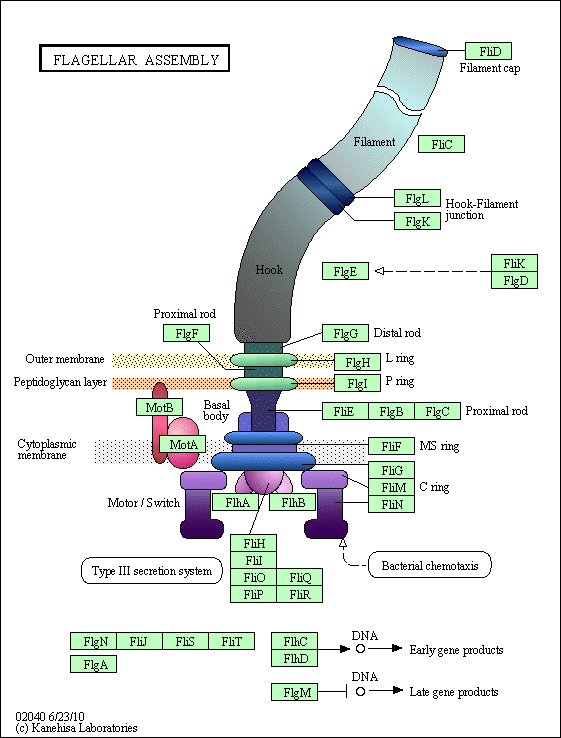 FLAGELLAR ASSEMBLY
FliD
Filament cap
Filament
FliC
FlgL
FlgK
Hook-Filament
junction
Hook
FlgE
FliK
FlgD
Proximal rod
FlgF
FlgG
Distal rod
Outer membrane
FlgH
L ring
Peptidoglycan layer
FlgI
P ring
MotB
Basal
body
FliE
FlgB
FlgC
Proximal rod
Cytoplasmic
membrane
MotA
FliF
MS ring
FliG
FliM
FliN
C ring
Motor / Switch
FlhA
FlhB
Type III secretion system
FliH
FliI
FliO
FliQ
FliP
FliR
Bacterial chemotaxis
FlgN
FliJ
FliS
FliT
FlgA
FlhC
FlhD
DNA
Early gene products
FlgM
DNA
Late gene products
02040 6/23/10
(c) Kanehisa Laboratories